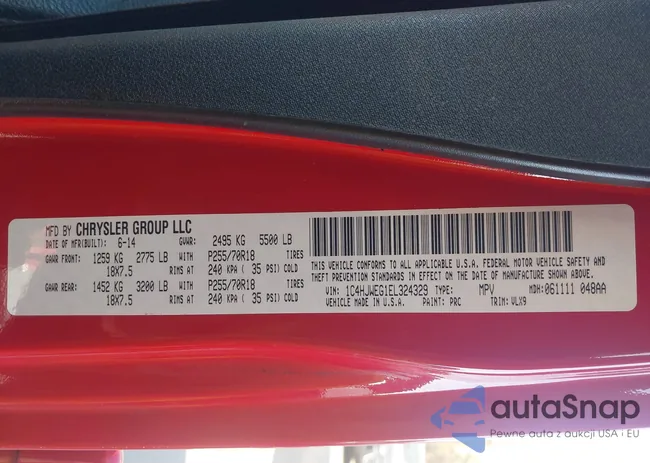 MFD BY CHRYSLER GROUP LLC
DATE OF MFR(BUILT): 6-14 GVWR: 2495 KG 5500 LB
GAWR FRONT: 1259 KG 2775 LB WITH P255/70R18 TIRES
18X7.5 RIMS AT 240 KPA ( 35 PSI) COLD
GAWR REAR: 1452 KG 3200 LB WITH P255/70R18 TIRES
18X7.5 RIMS AT 240 KPA ( 35 PSI) COLD
THIS VEHICLE CONFORMS TO ALL APPLICABLE U.S.A. FEDERAL MOTOR VEHICLE SAFETY AND
THEFT PREVENTION STANDARDS IN EFFECT ON THE DATE OF MANUFACTURE SHOWN ABOVE.
VIN: 1C4HJWEG1EL324329 TYPE: MPV MDH: 061111 048AA
VEHICLE MADE IN U.S.A. PAINT: PRC TRIM: VLX9
autaSnap
Pewne auta z aukcji USA i EU